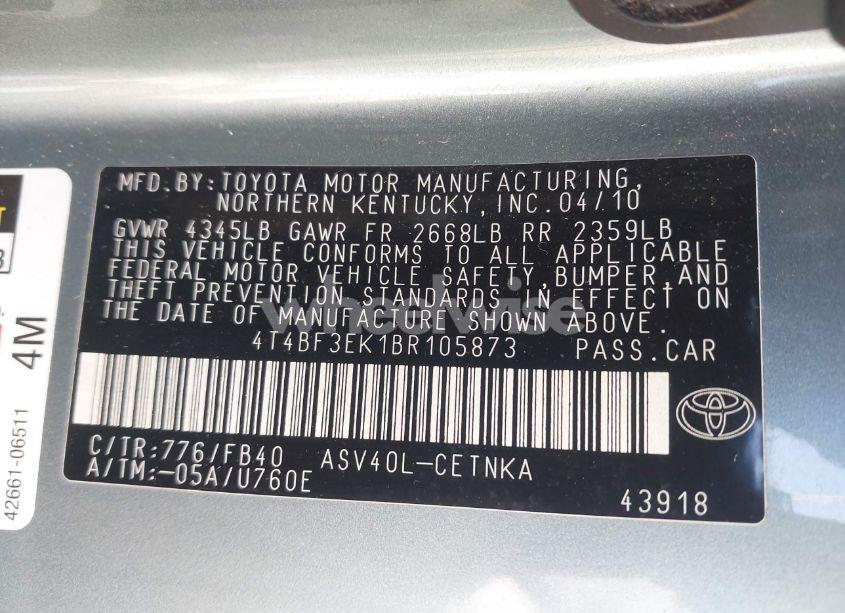 MFD.BY:TOYOTA MOTOR MANUFACTURING,
NORTHERN KENTUCKY,INC.04/10
GVWR 4345LB GAWR FR 2668LB RR 2359LB
THIS VEHICLE CONFORMS TO ALL APPLICABLE
FEDERAL MOTOR VEHICLE SAFETY,BUMPER,AND
THEFT PREVENTION STANDARDS IN EFFECT ON
THE DATE OF MANUFACTURE SHOWN ABOVE.
4T4BF3EK1BR105873 PASS.CAR
C/TR:776/FB40 ASV40L-CETNKA
A/TM:-05A/U760E
43918
wheelwise
4M
42661-06511